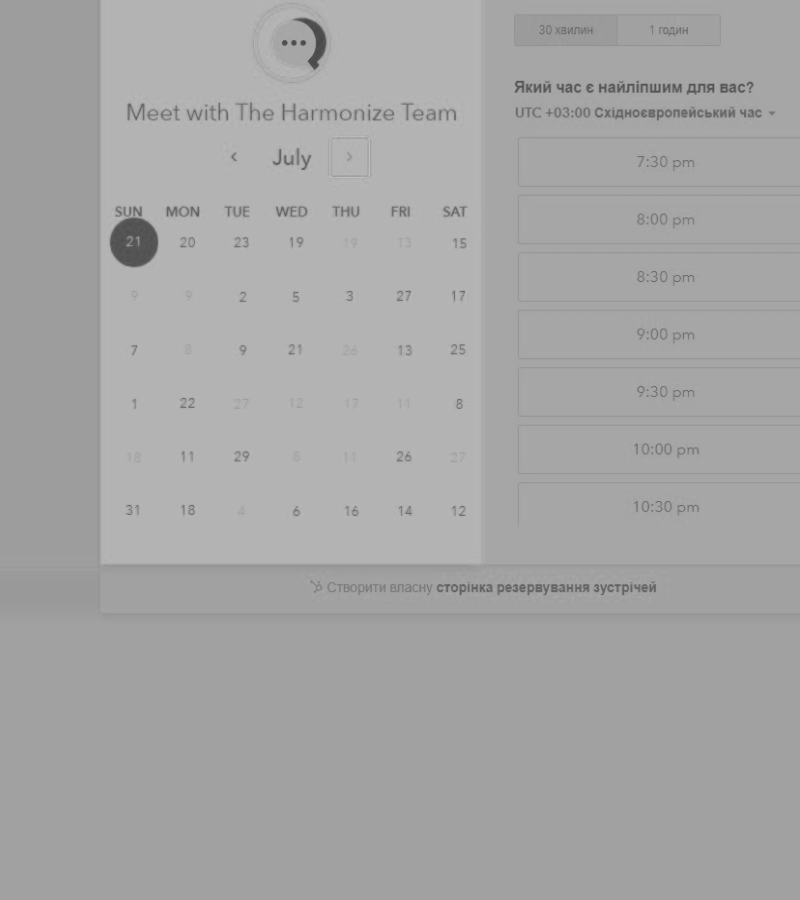 Meet with The Harmonize Team
July
SUN MON TUE WED THU FRI SAT
21 20 23 19 19 13 15
9 9 2 5 3 27 17
7 8 9 21 26 13 25
1 22 27 12 17 11 8
18 11 29 8 11 26 27
31 18 4 6 16 14 12
30 хвилин 1 годин
Який час є найліпшим для вас?
UTC +03:00 Східноєвропейський час
7:30 pm
8:00 pm
8:30 pm
9:00 pm
9:30 pm
10:00 pm
10:30 pm
Створити власну сторінка резервування зустрічей